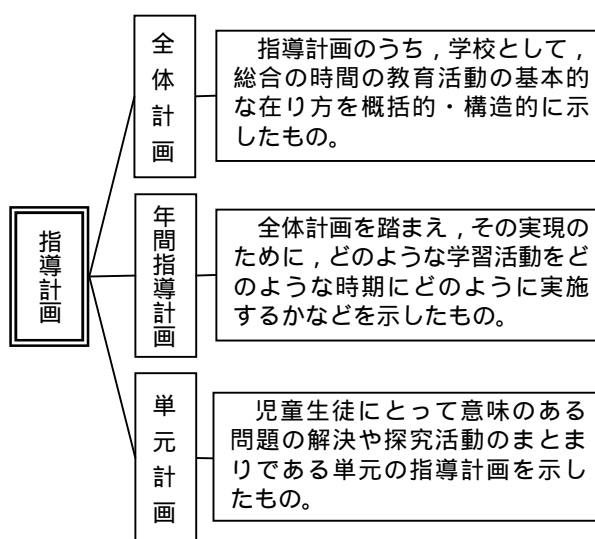 指導計画
全体計画
指導計画のうち，学校として，
総合の時間の教育活動の基本的
な在り方を概括的・構造的に示
したもの。
年間指導計画
全体計画を踏まえ，その実現の
ために，どのような学習活動をど
のような時期にどのように実施
するかなどを示したもの。
単元計画
児童生徒にとって意味のある
問題の解決や探究活動のまとま
りである単元の指導計画を示し
たもの。